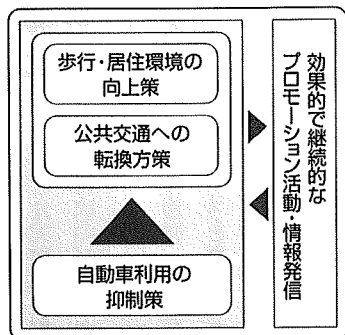 歩行・居住環境の
向上策
公共交通への
転換方策
自動車利用の
抑制策
効果的で継続的な
プロモーション活動・情報発信